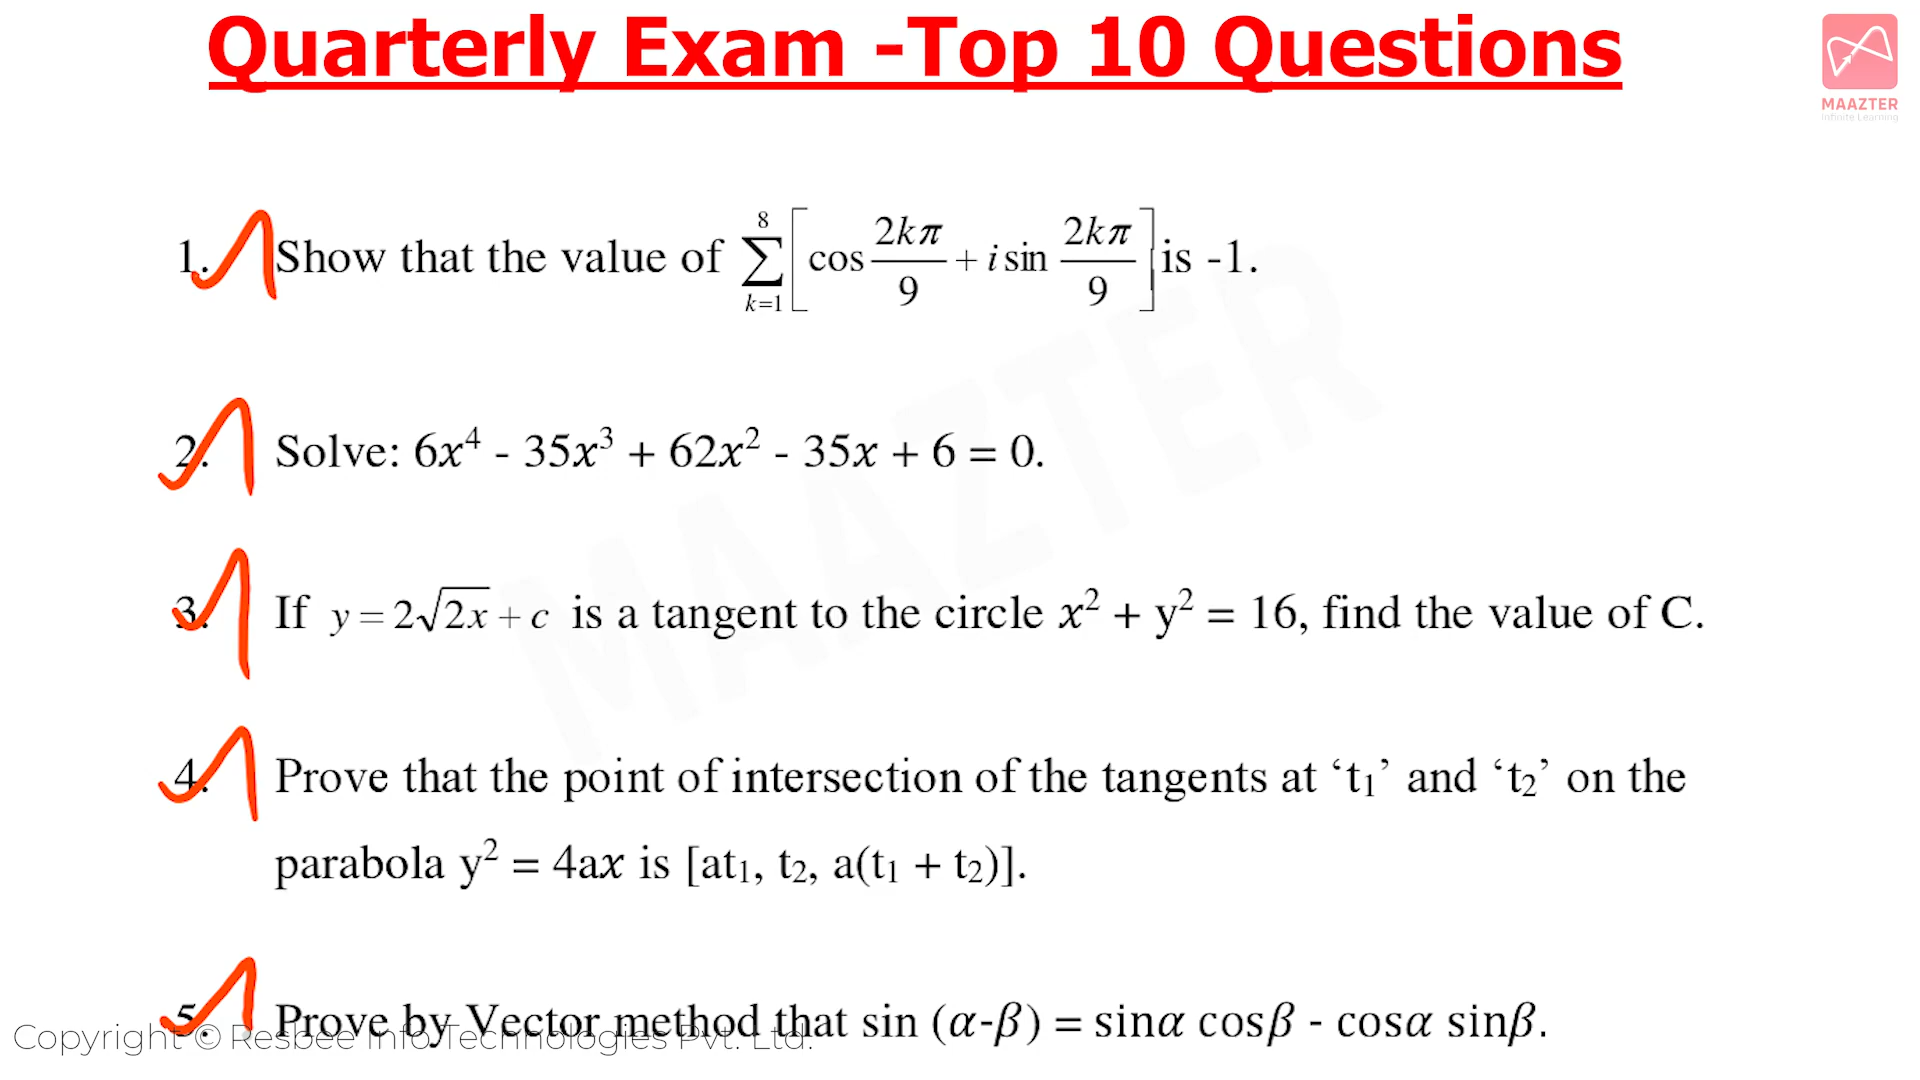 Quarterly Exam -Top 10 Questions
MAAZTER
Infinite Learning
1. Show that the value of \sum_{k=1}^{8} [cos \frac{2kπ}{9} + i sin \frac{2kπ}{9}] is -1.
2. Solve: 6x⁴ - 35x³ + 62x² - 35x + 6 = 0.
3. If y = 2√(2x) + c is a tangent to the circle x² + y² = 16, find the value of C.
4. Prove that the point of intersection of the tangents at ‘t₁’ and ‘t₂’ on the
parabola y² = 4ax is [at₁, t₂, a(t₁ + t₂)].
MAAZTER
5. Prove by Vector method that sin (α-β) = sinα cosβ - cosα sinβ.
Copyright © Resbee Info Technologies Pvt. Ltd.